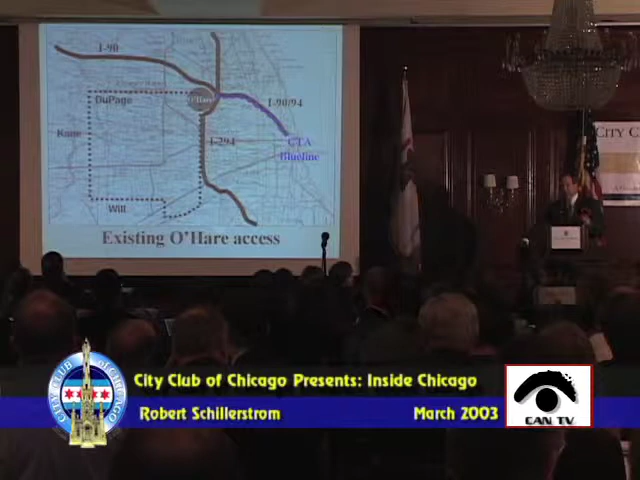 I-90
DuPage
O'Hare
I-90/94
Kane
I-294
CTA
Blueline
Will
Existing O'Hare access
CITY C
City Club of Chicago Presents: Inside Chicago
Robert Schillerstrom
March 2003
CITY CLUB of CHICAGO
CAN TV